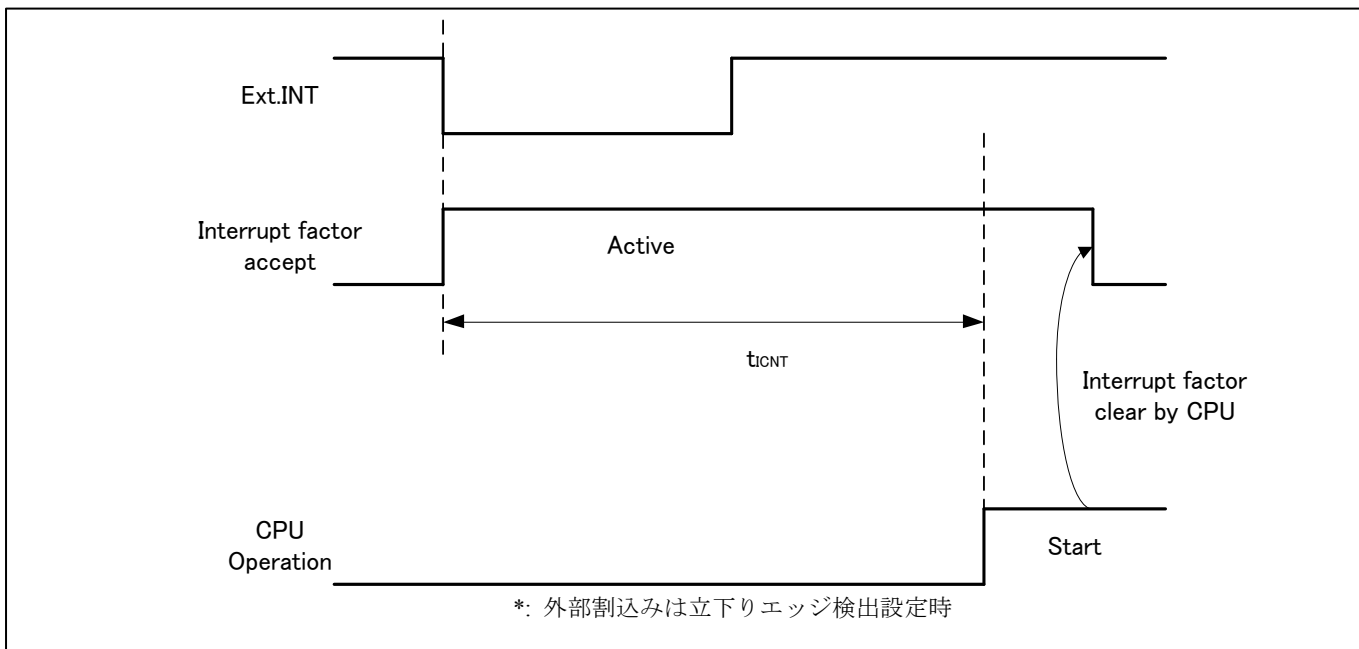 Ext.INT
Interrupt factor
accept
Active
tICNT
Interrupt factor
clear by CPU
CPU
Operation
Start
*: 外部割込みは立下りエッジ検出設定時